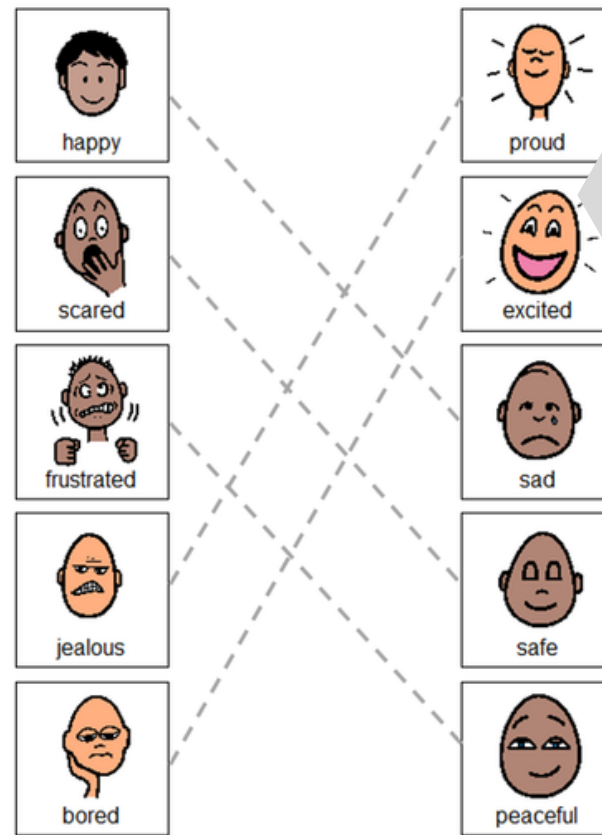 happy
proud
scared
excited
frustrated
sad
jealous
safe
bored
peaceful